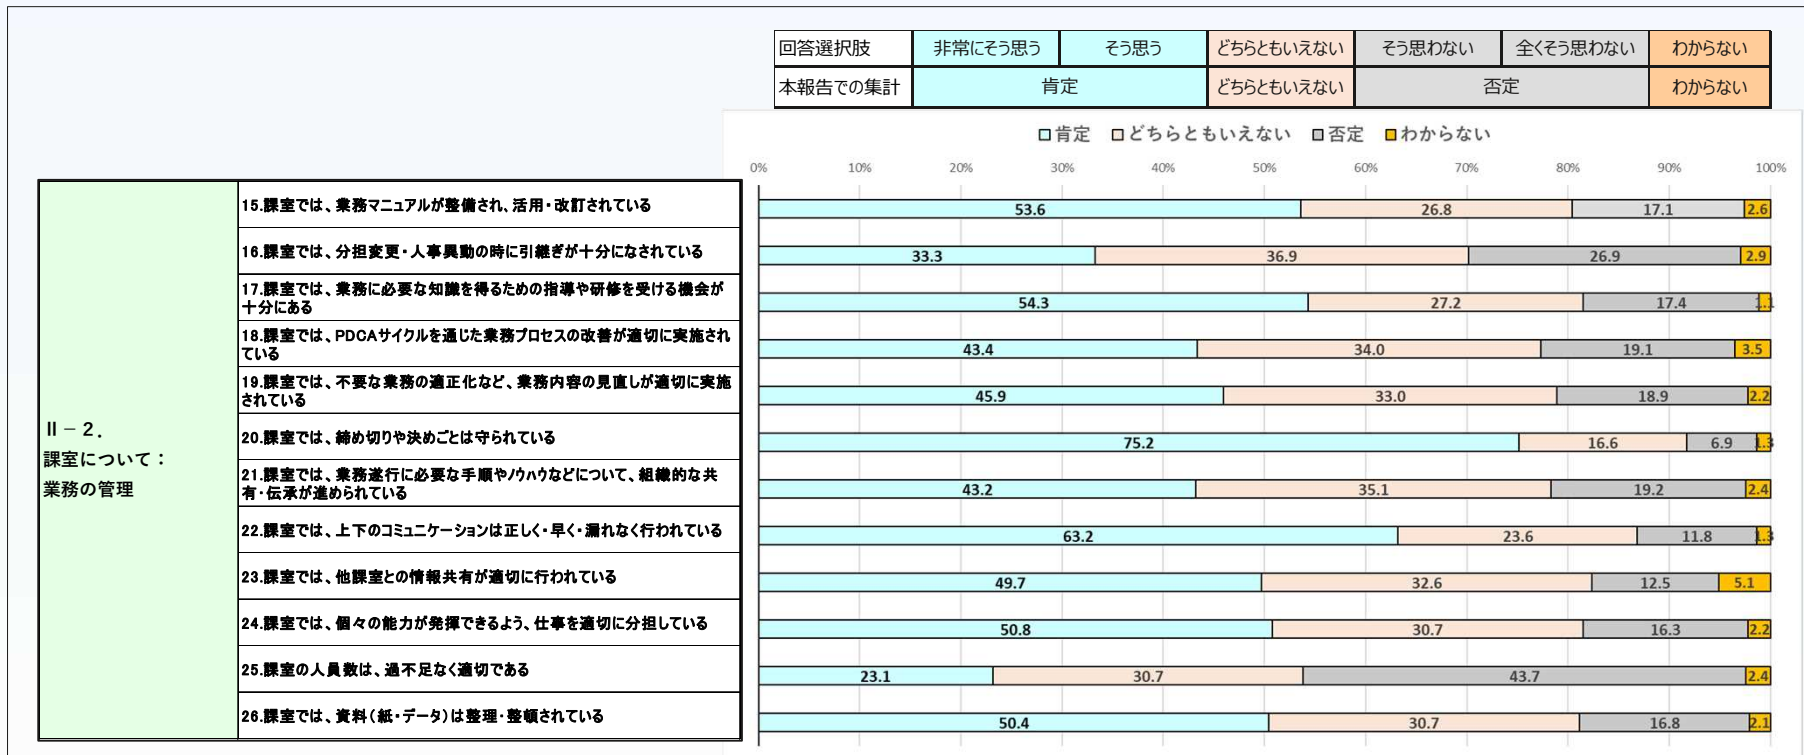 回答選択肢 非常にそう思う そう思う どちらともいえない そう思わない 全くそう思わない わからない
本報告での集計 肯定 どちらともいえない 否定 わからない
肯定 どちらともいえない 否定 わからない
0% 10% 20% 30% 40% 50% 60% 70% 80% 90% 100%
Ⅱ－２．
課室について：
業務の管理
15.課室では、業務マニュアルが整備され、活用・改訂されている
53.6 26.8 17.1 2.6
16.課室では、分担変更・人事異動の時に引継ぎが十分になされている
33.3 36.9 26.9 2.9
17.課室では、業務に必要な知識を得るための指導や研修を受ける機会が
十分にある
54.3 27.2 17.4 1.1
18.課室では、PDCAサイクルを通じた業務プロセスの改善が適切に実施され
ている
43.4 34.0 19.1 3.5
19.課室では、不要な業務の適正化など、業務内容の見直しが適切に実施
されている
45.9 33.0 18.9 2.2
20.課室では、締め切りや決めごとは守られている
75.2 16.6 6.9 1.3
21.課室では、業務遂行に必要な手順やノウハウなどについて、組織的な共
有・伝承が進められている
43.2 35.1 19.2 2.4
22.課室では、上下のコミュニケーションは正しく・早く・漏れなく行われている
63.2 23.6 11.8 1.3
23.課室では、他課室との情報共有が適切に行われている
49.7 32.6 12.5 5.1
24.課室では、個々の能力が発揮できるよう、仕事を適切に分担している
50.8 30.7 16.3 2.2
25.課室の人員数は、過不足なく適切である
23.1 30.7 43.7 2.4
26.課室では、資料（紙・データ）は整理・整頓されている
50.4 30.7 16.8 2.1